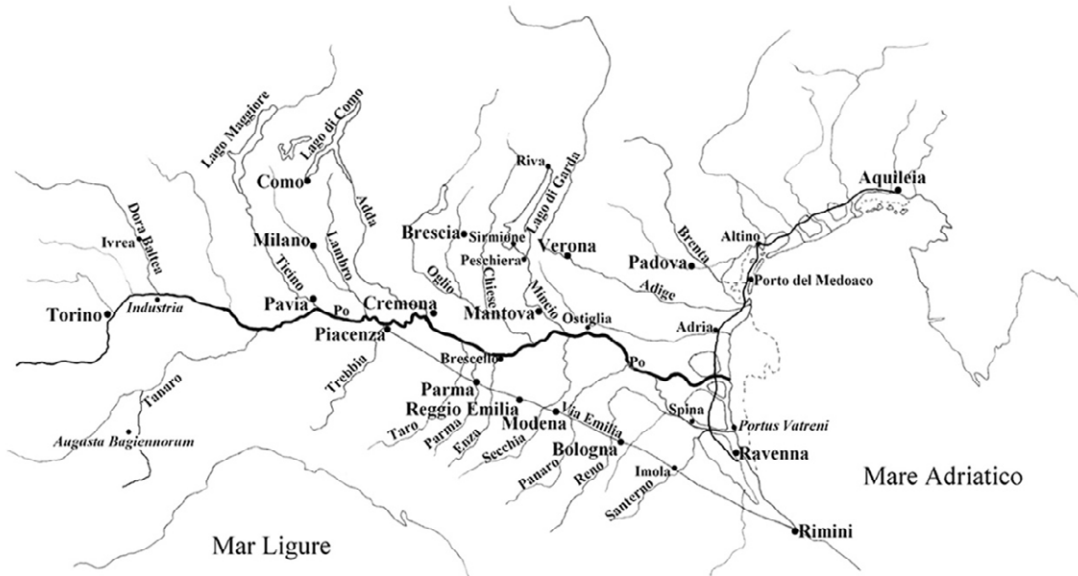 Lago Maggiore
Lago di Como
Como
Adda
Riva
Lago di Garda
Aquileia
Dora Baltea
Ivrea
Milano
Lambro
Ticino
Brescia
Sirmione
Peschiera
Verona
Brenta
Altino
Padova
Oglio
Chiese
Mincio
Adige
Porto del Medoaco
Torino
Industria
Pavia
Po
Cremona
Piacenza
Mantova
Ostiglia
Adria
Trebbia
Brescello
Po
Tanaro
Parma
Reggio Emilia
Modena
Via Emilia
Spina
Portus Vatreni
Augasta Bagiennorum
Taro
Parma
Enza
Secchia
Panaro
Bologna
Reno
Imola
Santerno
Ravenna
Mare Adriatico
Mar Ligure
Rimini